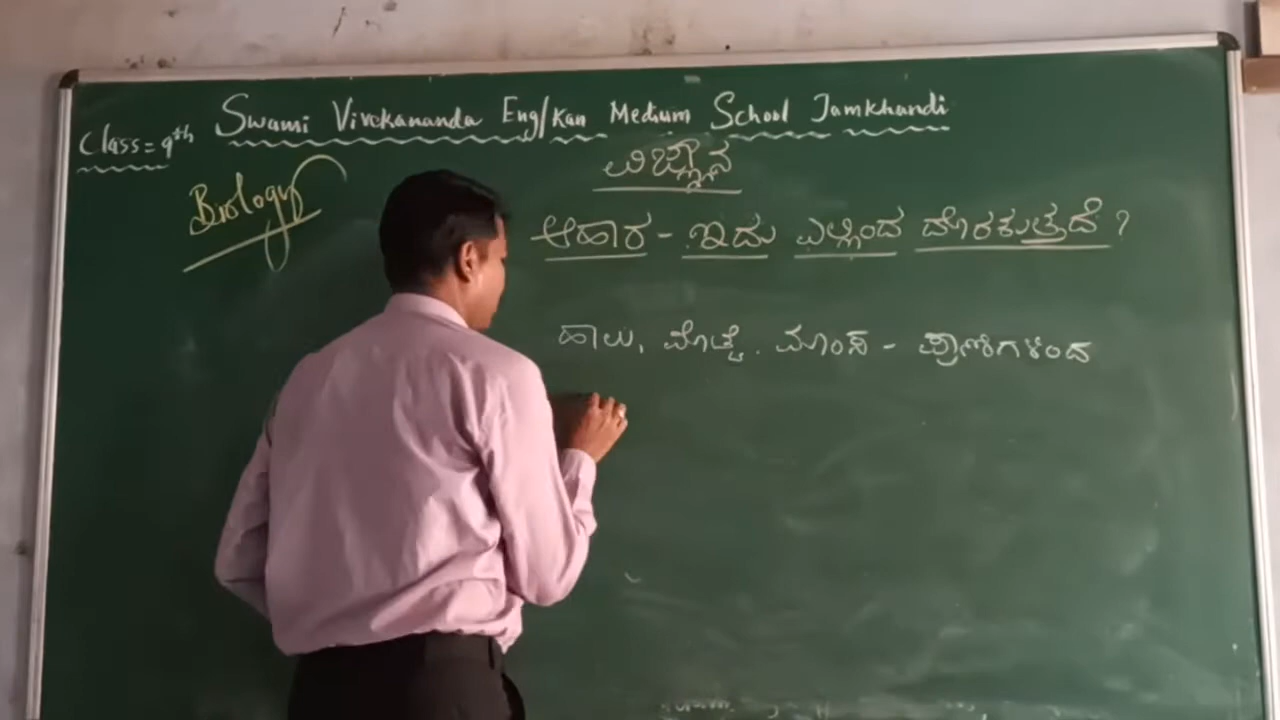 Swami Vivekananda Eng/Kan Medium School Jamkhandi
Class = 9th
ವಿಜ್ಞಾನ
Biology
ಆಹಾರ - ಇದು ಎಲ್ಲಿಂದ ದೊರಕುತ್ತದೆ ?
ಹಾಲು, ಮೊಟ್ಟೆ, ಮಾಂಸ - ಪ್ರಾಣಿಗಳಿಂದ